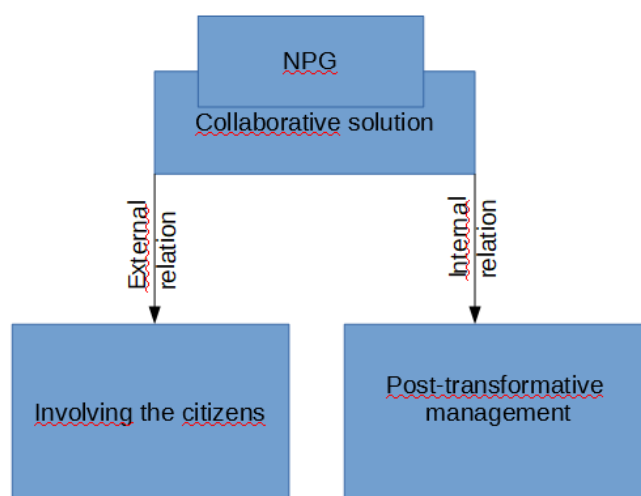 NPG
Collaborative solution
External
relation
Internal
relation
Involving the citizens
Post-transformative
management